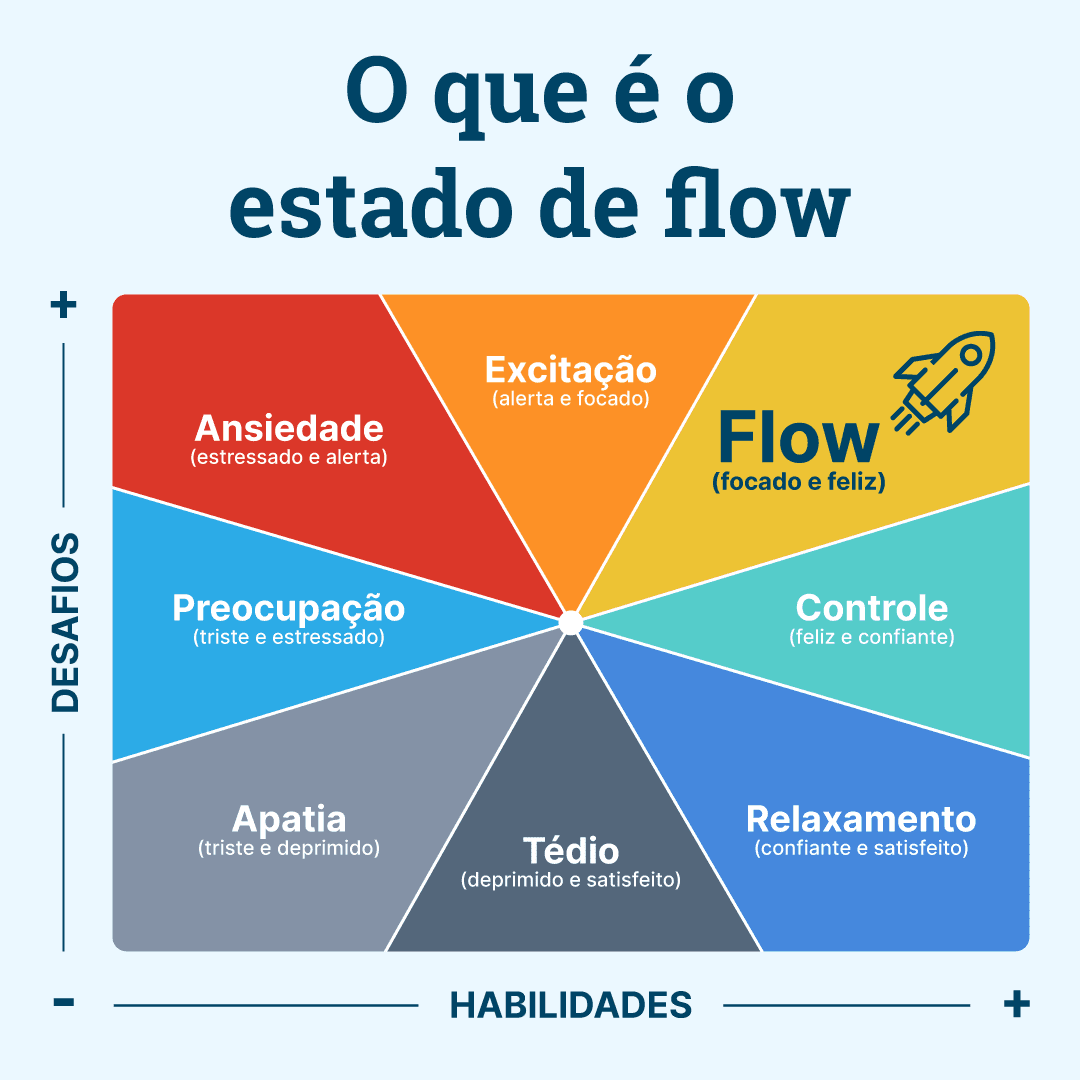 O que é o
estado de flow
+
Excitação
(alerta e focado)
Ansiedade
(estressado e alerta)
Flow
(focado e feliz)
DESAFIOS
Preocupação
(triste e estressado)
Controle
(feliz e confiante)
Apatia
(triste e deprimido)
Tédio
(deprimido e satisfeito)
Relaxamento
(confiante e satisfeito)
-
HABILIDADES
+